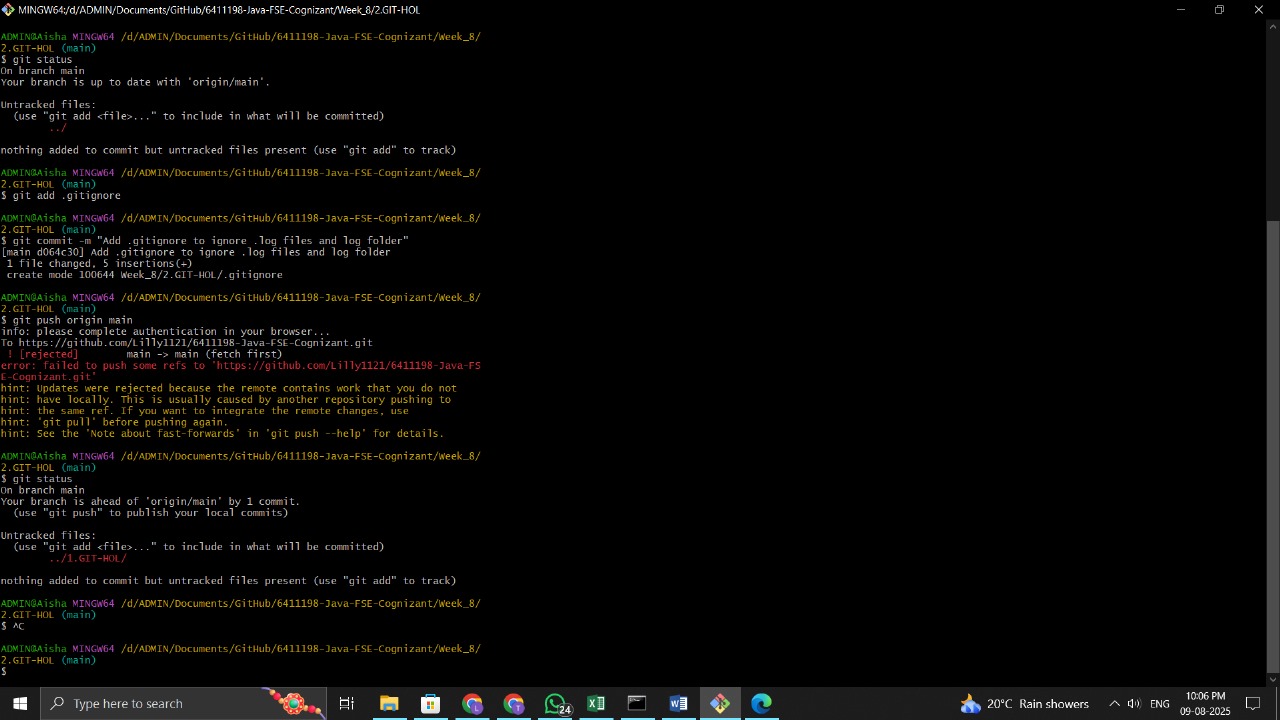 MINGW64:/d/ADMIN/Documents/GitHub/6411198-Java-FSE-Cognizant/Week_8/2.GIT-HOL
ADMIN@Aisha MINGW64 /d/ADMIN/Documents/GitHub/6411198-Java-FSE-Cognizant/Week_8/
2.GIT-HOL (main)
$ git status
On branch main
Your branch is up to date with 'origin/main'.
Untracked files:
  (use "git add <file>..." to include in what will be committed)
        ../
nothing added to commit but untracked files present (use "git add" to track)
ADMIN@Aisha MINGW64 /d/ADMIN/Documents/GitHub/6411198-Java-FSE-Cognizant/Week_8/
2.GIT-HOL (main)
$ git add .gitignore
ADMIN@Aisha MINGW64 /d/ADMIN/Documents/GitHub/6411198-Java-FSE-Cognizant/Week_8/
2.GIT-HOL (main)
$ git commit -m "Add .gitignore to ignore .log files and log folder"
[main d064c30] Add .gitignore to ignore .log files and log folder
 1 file changed, 5 insertions(+)
 create mode 100644 Week_8/2.GIT-HOL/.gitignore
ADMIN@Aisha MINGW64 /d/ADMIN/Documents/GitHub/6411198-Java-FSE-Cognizant/Week_8/
2.GIT-HOL (main)
$ git push origin main
info: please complete authentication in your browser...
To https://github.com/Lilly1121/6411198-Java-FSE-Cognizant.git
 ! [rejected]        main -> main (fetch first)
error: failed to push some refs to 'https://github.com/Lilly1121/6411198-Java-FS
E-Cognizant.git'
hint: Updates were rejected because the remote contains work that you do not
hint: have locally. This is usually caused by another repository pushing to
hint: the same ref. If you want to integrate the remote changes, use
hint: 'git pull' before pushing again.
hint: See the 'Note about fast-forwards' in 'git push --help' for details.
ADMIN@Aisha MINGW64 /d/ADMIN/Documents/GitHub/6411198-Java-FSE-Cognizant/Week_8/
2.GIT-HOL (main)
$ git status
On branch main
Your branch is ahead of 'origin/main' by 1 commit.
  (use "git push" to publish your local commits)
Untracked files:
  (use "git add <file>..." to include in what will be committed)
        ../1.GIT-HOL/
nothing added to commit but untracked files present (use "git add" to track)
ADMIN@Aisha MINGW64 /d/ADMIN/Documents/GitHub/6411198-Java-FSE-Cognizant/Week_8/
2.GIT-HOL (main)
$ ^C
ADMIN@Aisha MINGW64 /d/ADMIN/Documents/GitHub/6411198-Java-FSE-Cognizant/Week_8/
2.GIT-HOL (main)
$
Type here to search
24
20°C Rain showers
ENG
10:06 PM
09-08-2025